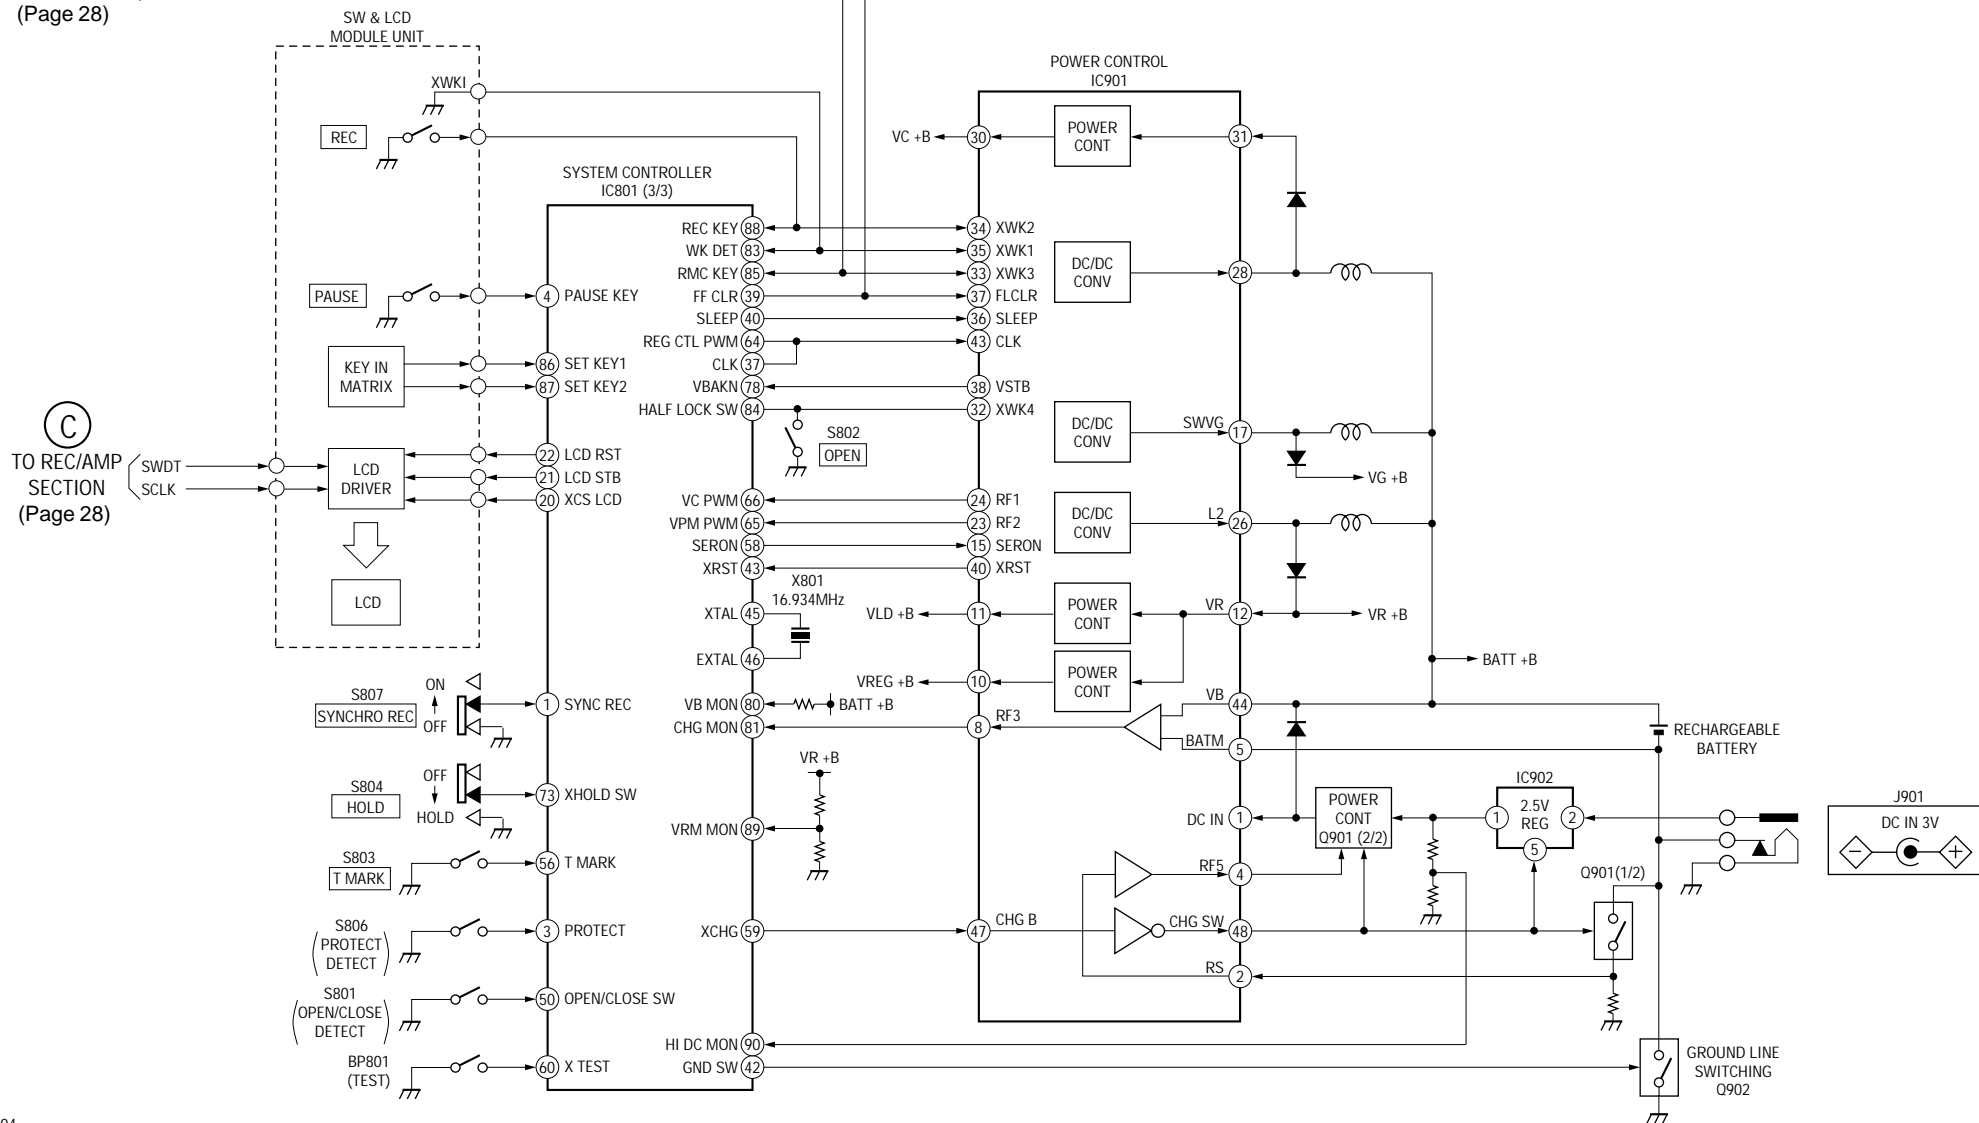 (Page 28)
SW & LCD
MODULE UNIT
XWKI
REC
PAUSE
KEY IN
MATRIX
C
TO REC/AMP
SECTION
(Page 28)
SWDT
SCLK
LCD
DRIVER
LCD
S807
SYNCHRO REC
ON
OFF
S804
HOLD
OFF
HOLD
S803
T MARK
S806
(PROTECT
DETECT)
S801
(OPEN/CLOSE
DETECT)
BP801
(TEST)
SYSTEM CONTROLLER
IC801 (3/3)
4 PAUSE KEY
86 SET KEY1
87 SET KEY2
22 LCD RST
21 LCD STB
20 XCS LCD
1 SYNC REC
73 XHOLD SW
56 T MARK
3 PROTECT
50 OPEN/CLOSE SW
60 X TEST
REC KEY 88
WK DET 83
RMC KEY 85
FF CLR 39
SLEEP 40
REG CTL PWM 64
CLK 37
VBAKN 78
HALF LOCK SW 84
VC PWM 66
VPM PWM 65
SERON 58
XRST 43
XTAL 45
EXTAL 46
VB MON 80
CHG MON 81
VRM MON 89
XCHG 59
HI DC MON 90
GND SW 42
S802
OPEN
X801
16.934MHz
BATT +B
VR +B
POWER CONTROL
IC901
VC +B
30
POWER
CONT
31
34 XWK2
35 XWK1
33 XWK3
37 FLCLR
36 SLEEP
43 CLK
38 VSTB
32 XWK4
24 RF1
23 RF2
15 SERON
40 XRST
VLD +B
11
VREG +B
10
8 RF3
47 CHG B
DC/DC
CONV
28
DC/DC
CONV
SWVG 17
VG +B
DC/DC
CONV
L2 26
POWER
CONT
VR 12
VR +B
POWER
CONT
BATT +B
VB 44
BATM 5
RECHARGEABLE
BATTERY
DC IN 1
POWER
CONT
Q901 (2/2)
IC902
1
2.5V
REG
2
5
J901
DC IN 3V
RF5 4
CHG SW 48
RS 2
Q901(1/2)
GROUND LINE
SWITCHING
Q902